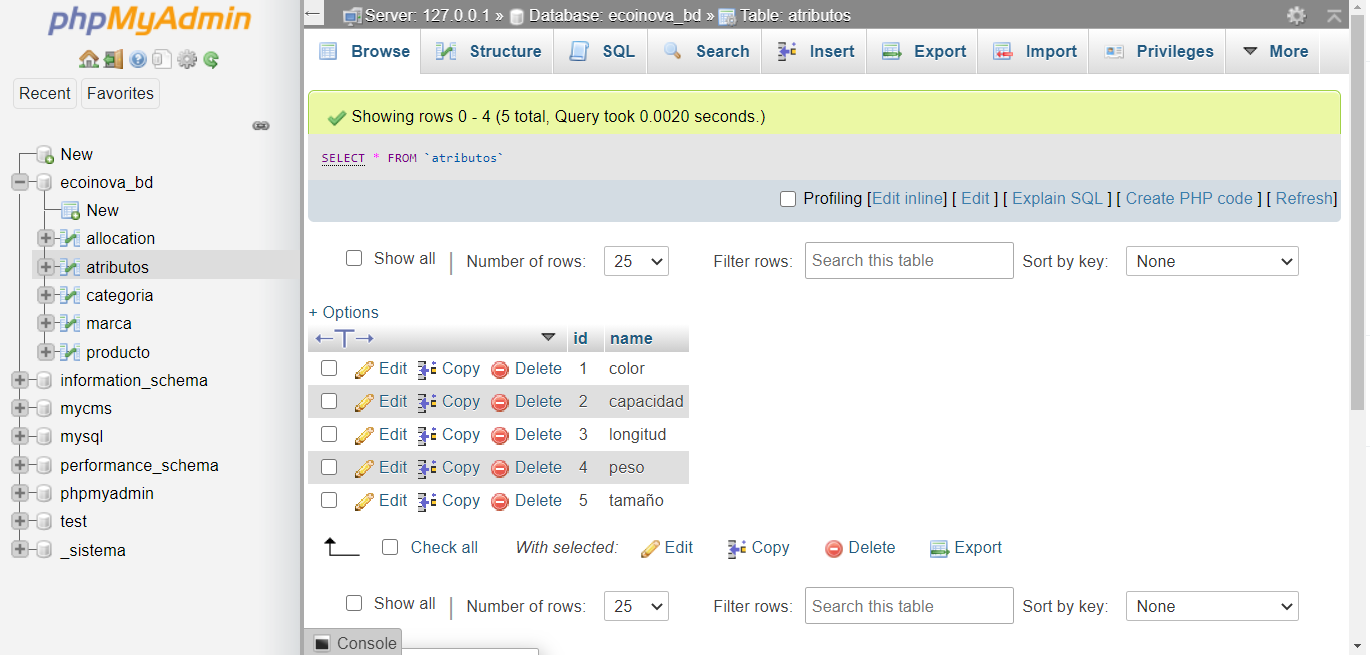 phpMyAdmin
Recent Favorites
New
ecoinova_bd
New
allocation
atributos
categoria
marca
producto
information_schema
mycms
mysql
performance_schema
phpmyadmin
test
_sistema
Server: 127.0.0.1 » Database: ecoinova_bd » Table: atributos
Browse Structure SQL Search Insert Export Import Privileges More
Showing rows 0 - 4 (5 total, Query took 0.0020 seconds.)
SELECT * FROM `atributos`
Profiling [Edit inline] [ Edit ] [ Explain SQL ] [ Create PHP code ] [ Refresh]
Show all | Number of rows: 25 Filter rows: Search this table Sort by key: None
+ Options
←T→ id name
Edit Copy Delete 1 color
Edit Copy Delete 2 capacidad
Edit Copy Delete 3 longitud
Edit Copy Delete 4 peso
Edit Copy Delete 5 tamaño
Check all With selected: Edit Copy Delete Export
Show all | Number of rows: 25 Filter rows: Search this table Sort by key: None
Console